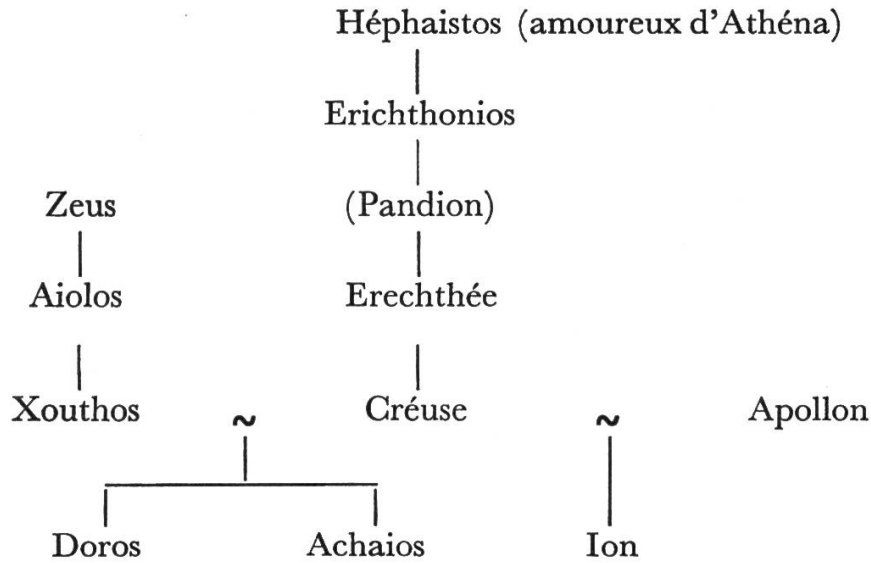 Héphaistos (amoureux d'Athéna)
Erichthonios
Zeus (Pandion)
Aiolos Erechthée
Xouthos ~ Créuse ~ Apollon
Doros Achaios Ion